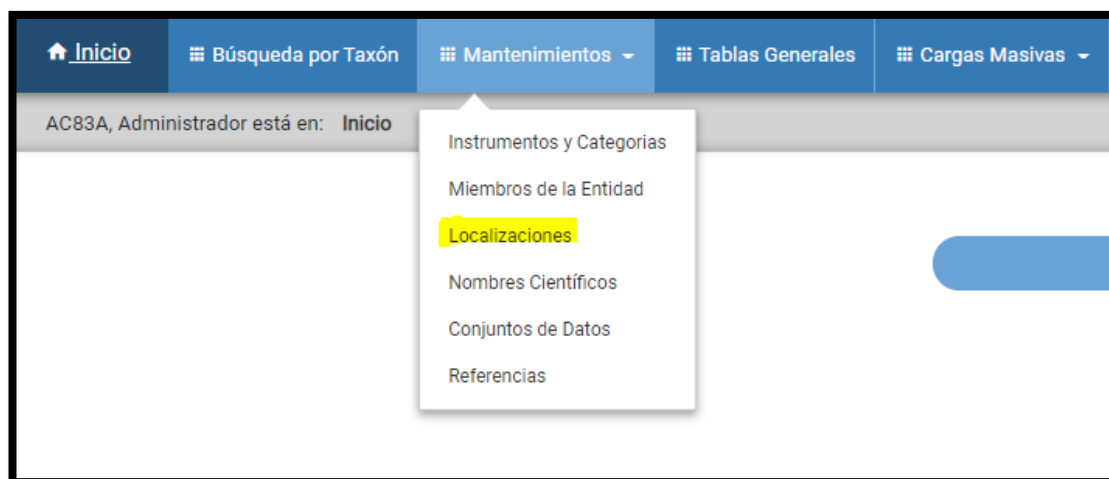 Inicio Búsqueda por Taxón Mantenimientos Tablas Generales Cargas Masivas
AC83A, Administrador está en: Inicio
Instrumentos y Categorias
Miembros de la Entidad
Localizaciones
Nombres Científicos
Conjuntos de Datos
Referencias